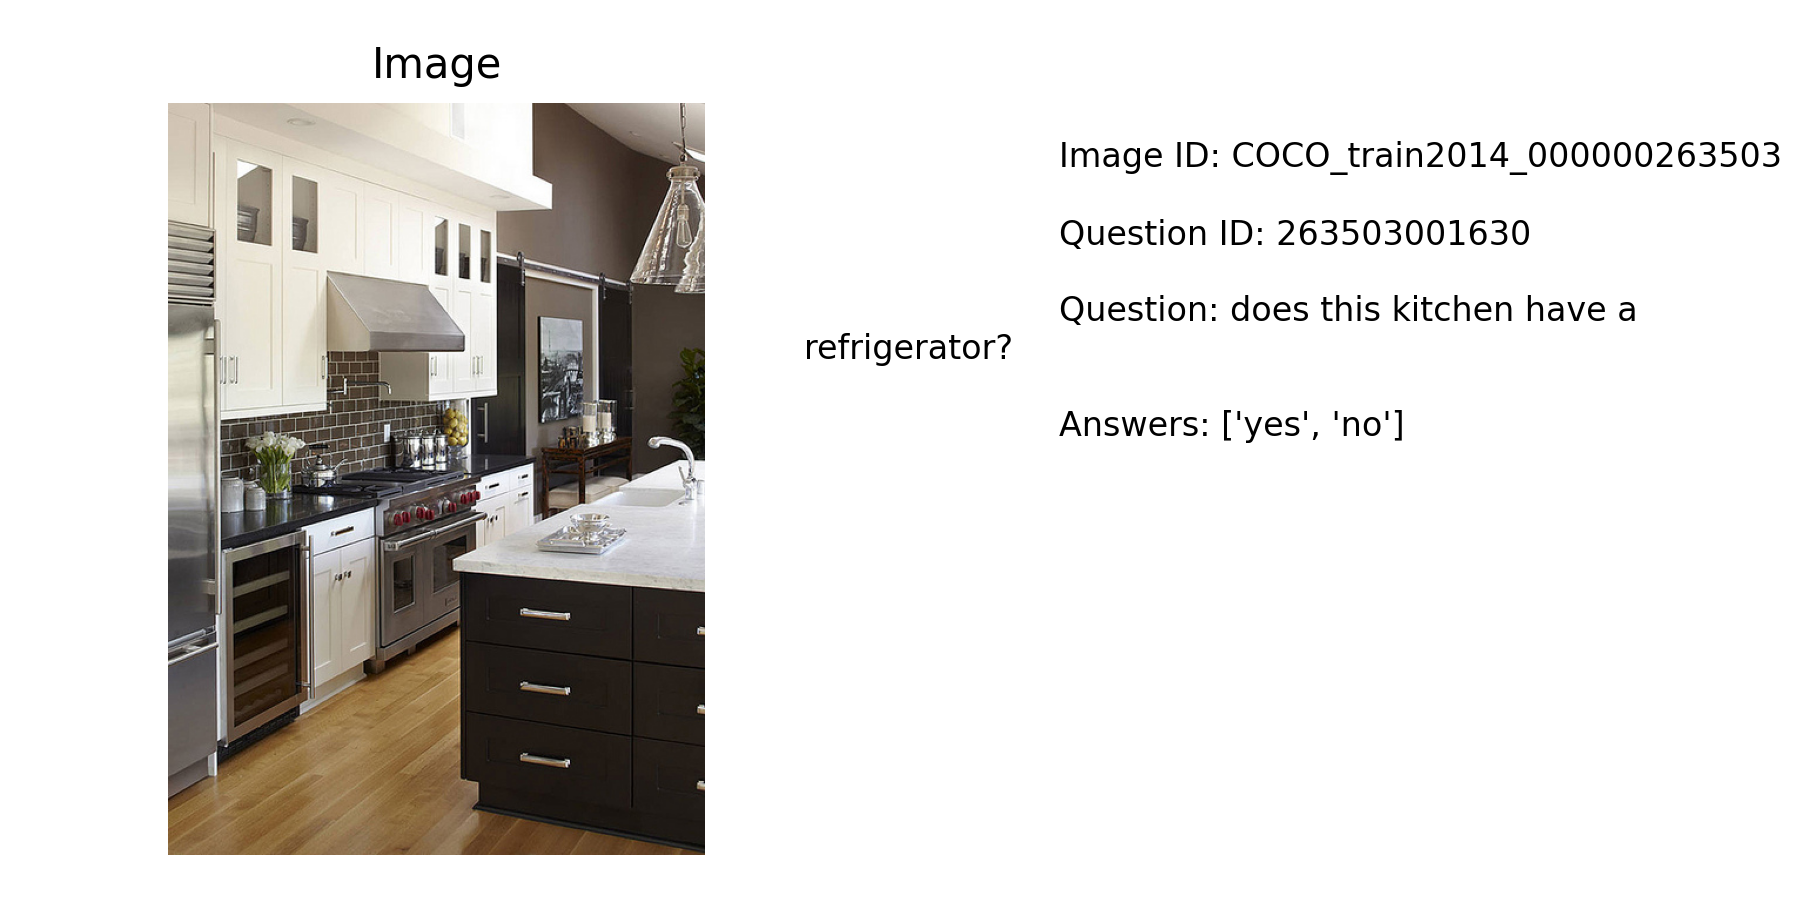 Image
Image ID: COCO_train2014_000000263503
Question ID: 263503001630
Question: does this kitchen have a
refrigerator?
Answers: ['yes', 'no']